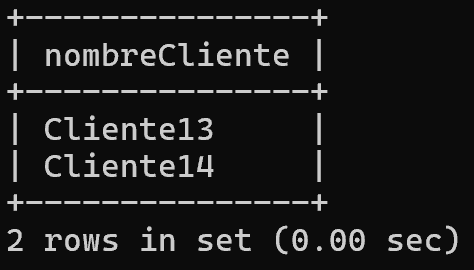 +---------------+
| nombreCliente |
+---------------+
| Cliente13     |
| Cliente14     |
+---------------+
2 rows in set (0.00 sec)